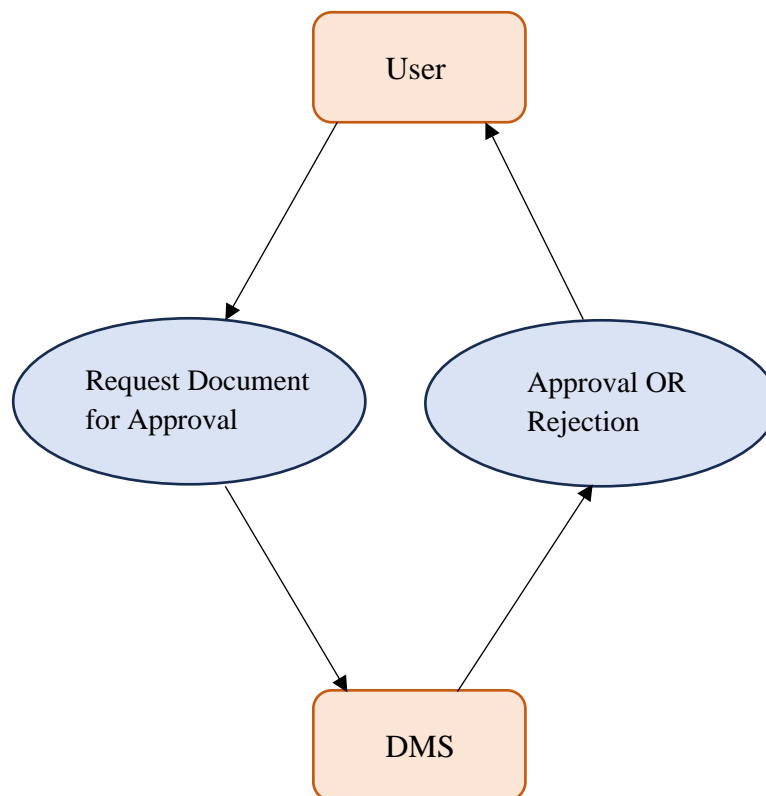 User
Request Document
for Approval
Approval OR
Rejection
DMS